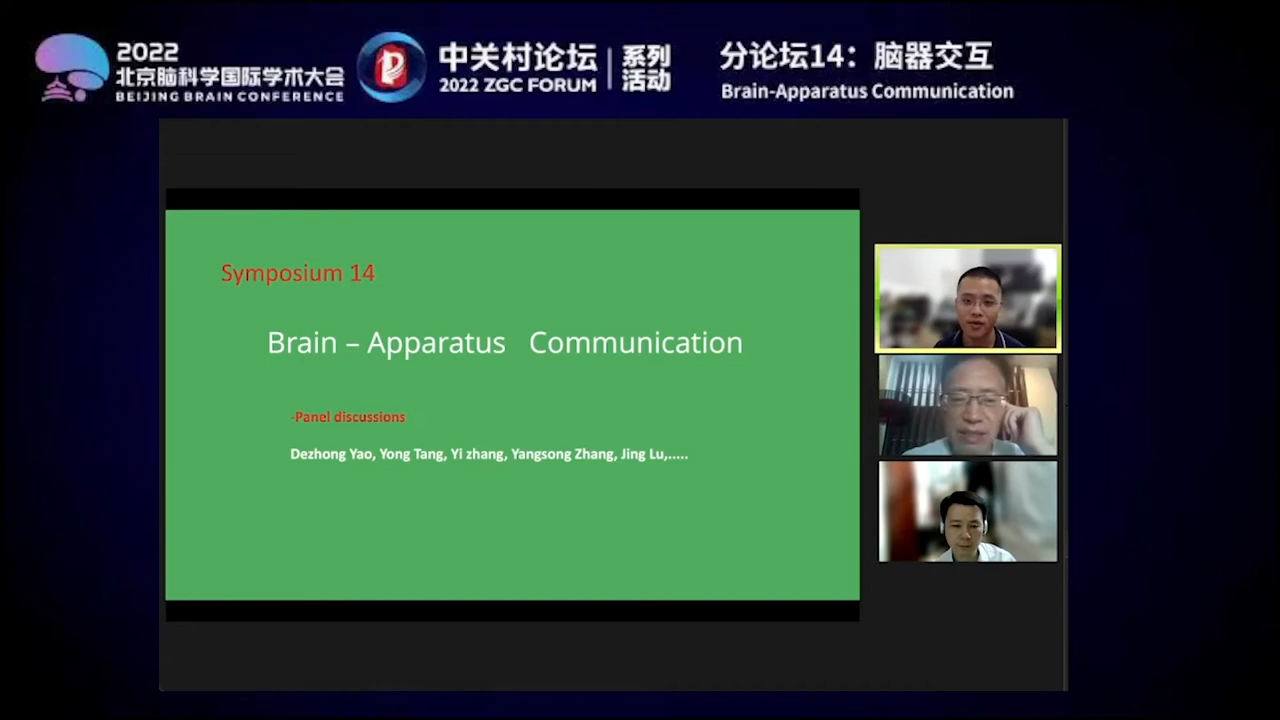 2022
北京脑科学国际学术大会
BEIJING BRAIN CONFERENCE
中关村论坛
2022 ZGC FORUM
系列
活动
分论坛14：脑器交互
Brain-Apparatus Communication
Symposium 14
Brain – Apparatus Communication
-Panel discussions
Dezhong Yao, Yong Tang, Yi zhang, Yangsong Zhang, Jing Lu,.....